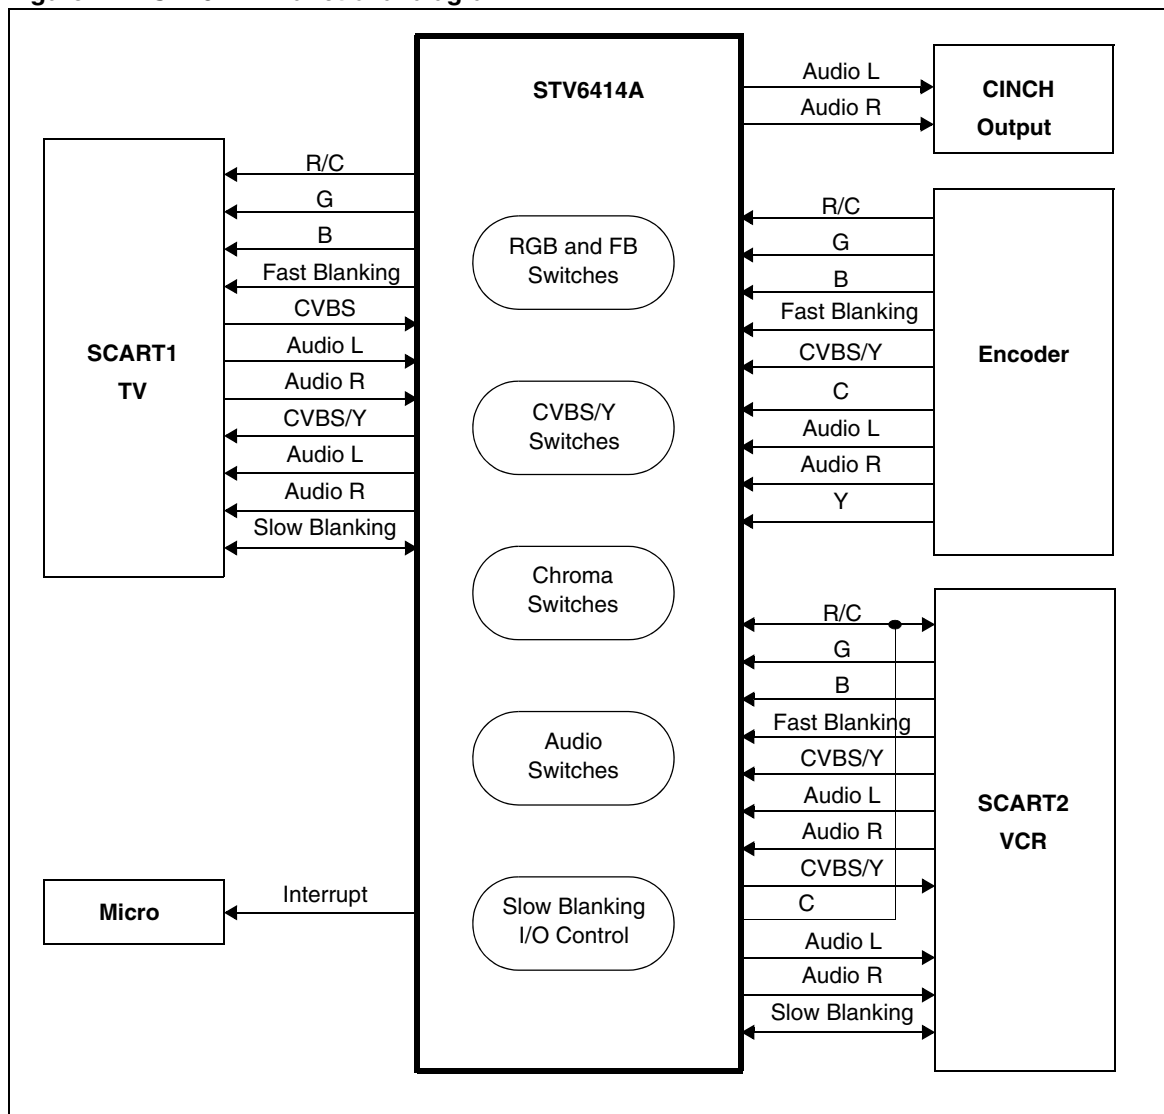 STV6414A
Audio L
Audio R
CINCH
Output
SCART1
TV
R/C
G
B
Fast Blanking
CVBS
Audio L
Audio R
CVBS/Y
Audio L
Audio R
Slow Blanking
RGB and FB
Switches
CVBS/Y
Switches
Chroma
Switches
Audio
Switches
Slow Blanking
I/O Control
R/C
G
B
Fast Blanking
CVBS/Y
C
Audio L
Audio R
Y
Encoder
R/C
G
B
Fast Blanking
CVBS/Y
Audio L
Audio R
CVBS/Y
C
Audio L
Audio R
Slow Blanking
SCART2
VCR
Micro
Interrupt